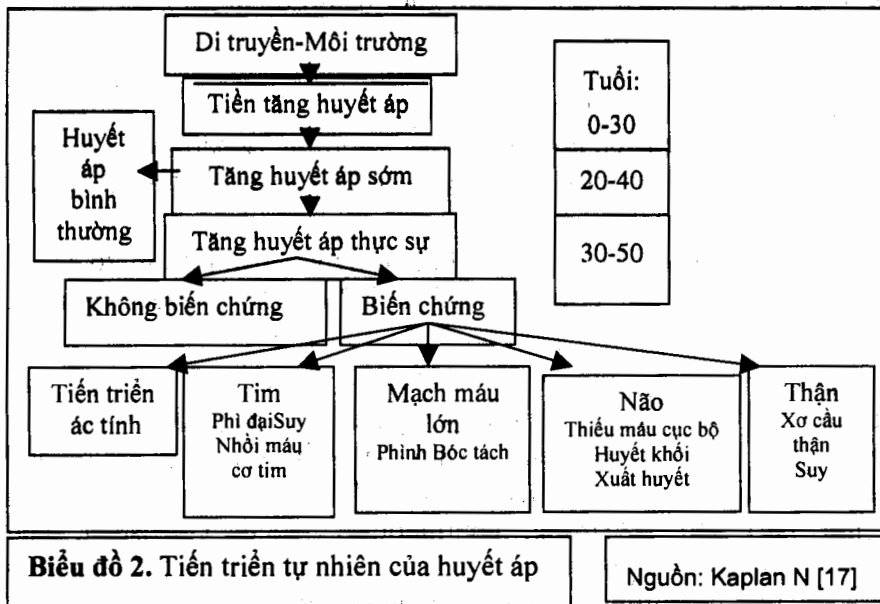 Di truyền-Môi trường
Tiền tăng huyết áp
Huyết
áp
bình
thường
Tăng huyết áp sớm
Tăng huyết áp thực sự
Không biến chứng
Biến chứng
Tuổi:
0-30
20-40
30-50
Tiến triển
ác tính
Tim
Phì đạiSuy
Nhồi máu
cơ tim
Mạch máu
lớn
Phình Bóc tách
Não
Thiếu máu cục bộ
Huyết khối
Xuất huyết
Thận
Xơ cầu
thận
Suy
Biểu đồ 2. Tiến triển tự nhiên của huyết áp
Nguồn: Kaplan N [17]